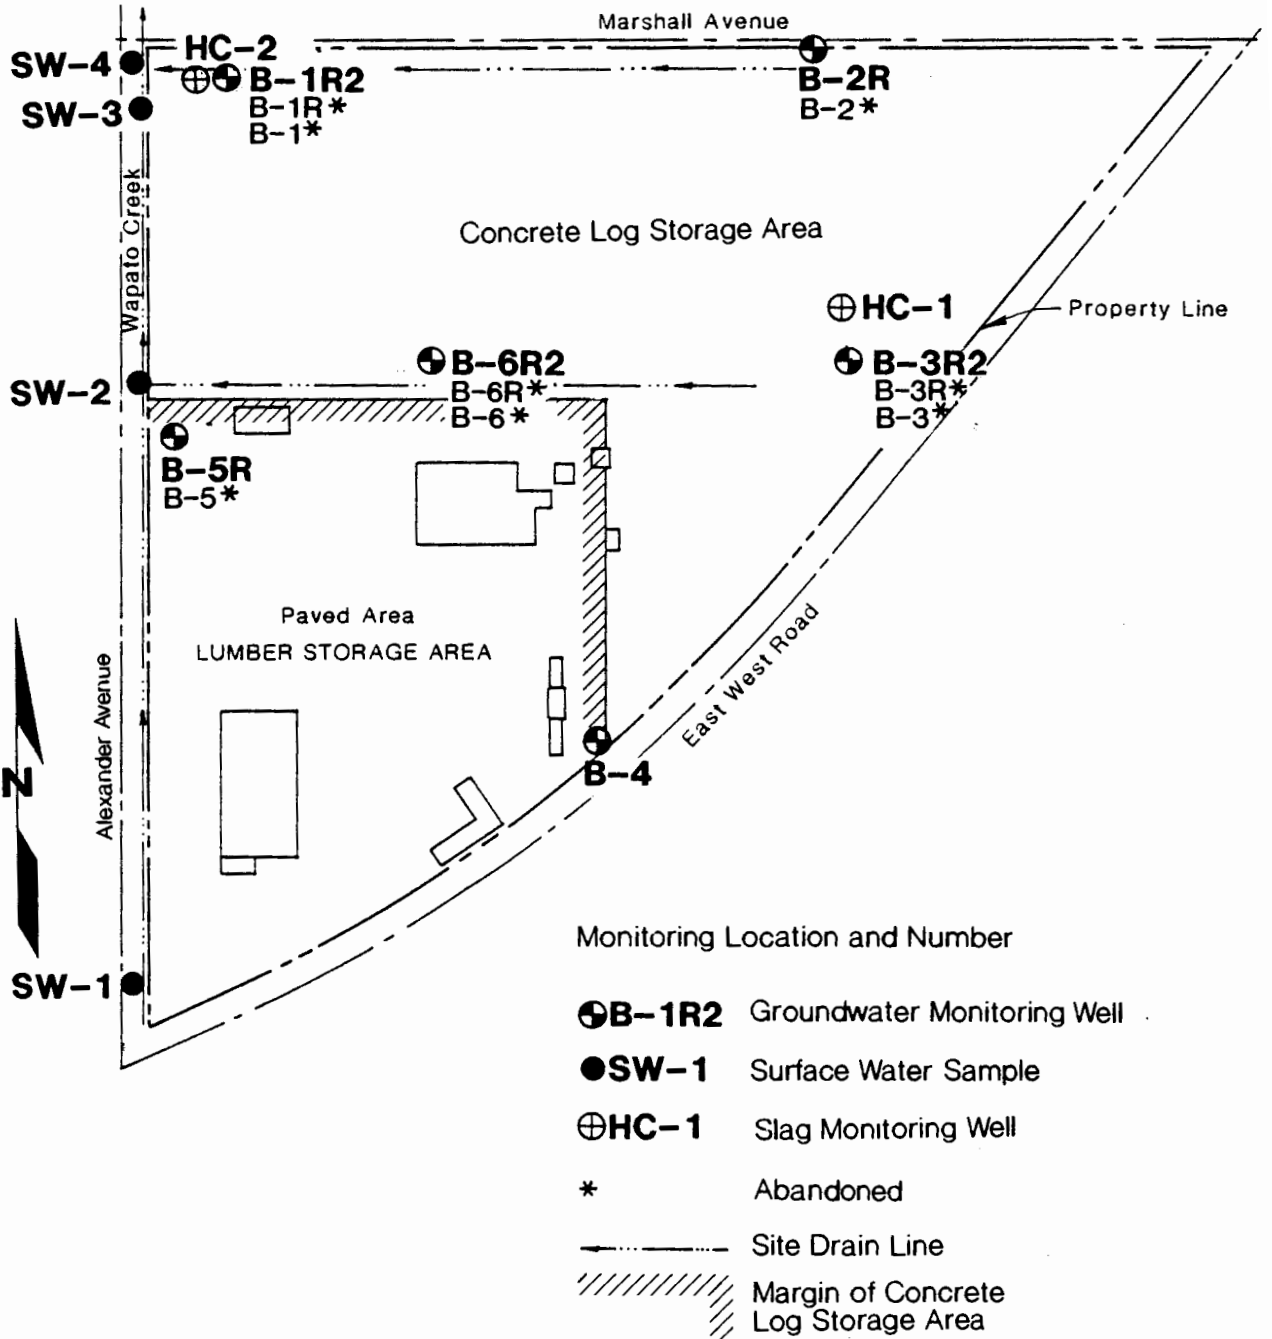 Marshall Avenue
SW-4
HC-2
B-1R2
B-1R*
B-1*
B-2R
B-2*
SW-3
Wapato Creek
Concrete Log Storage Area
HC-1
Property Line
B-3R2
B-3R*
B-3*
B-6R2
B-6R*
B-6*
SW-2
B-5R
B-5*
Paved Area
LUMBER STORAGE AREA
East West Road
Alexander Avenue
N
B-4
SW-1
Monitoring Location and Number
B-1R2 Groundwater Monitoring Well
SW-1 Surface Water Sample
HC-1 Slag Monitoring Well
* Abandoned
Site Drain Line
Margin of Concrete
Log Storage Area